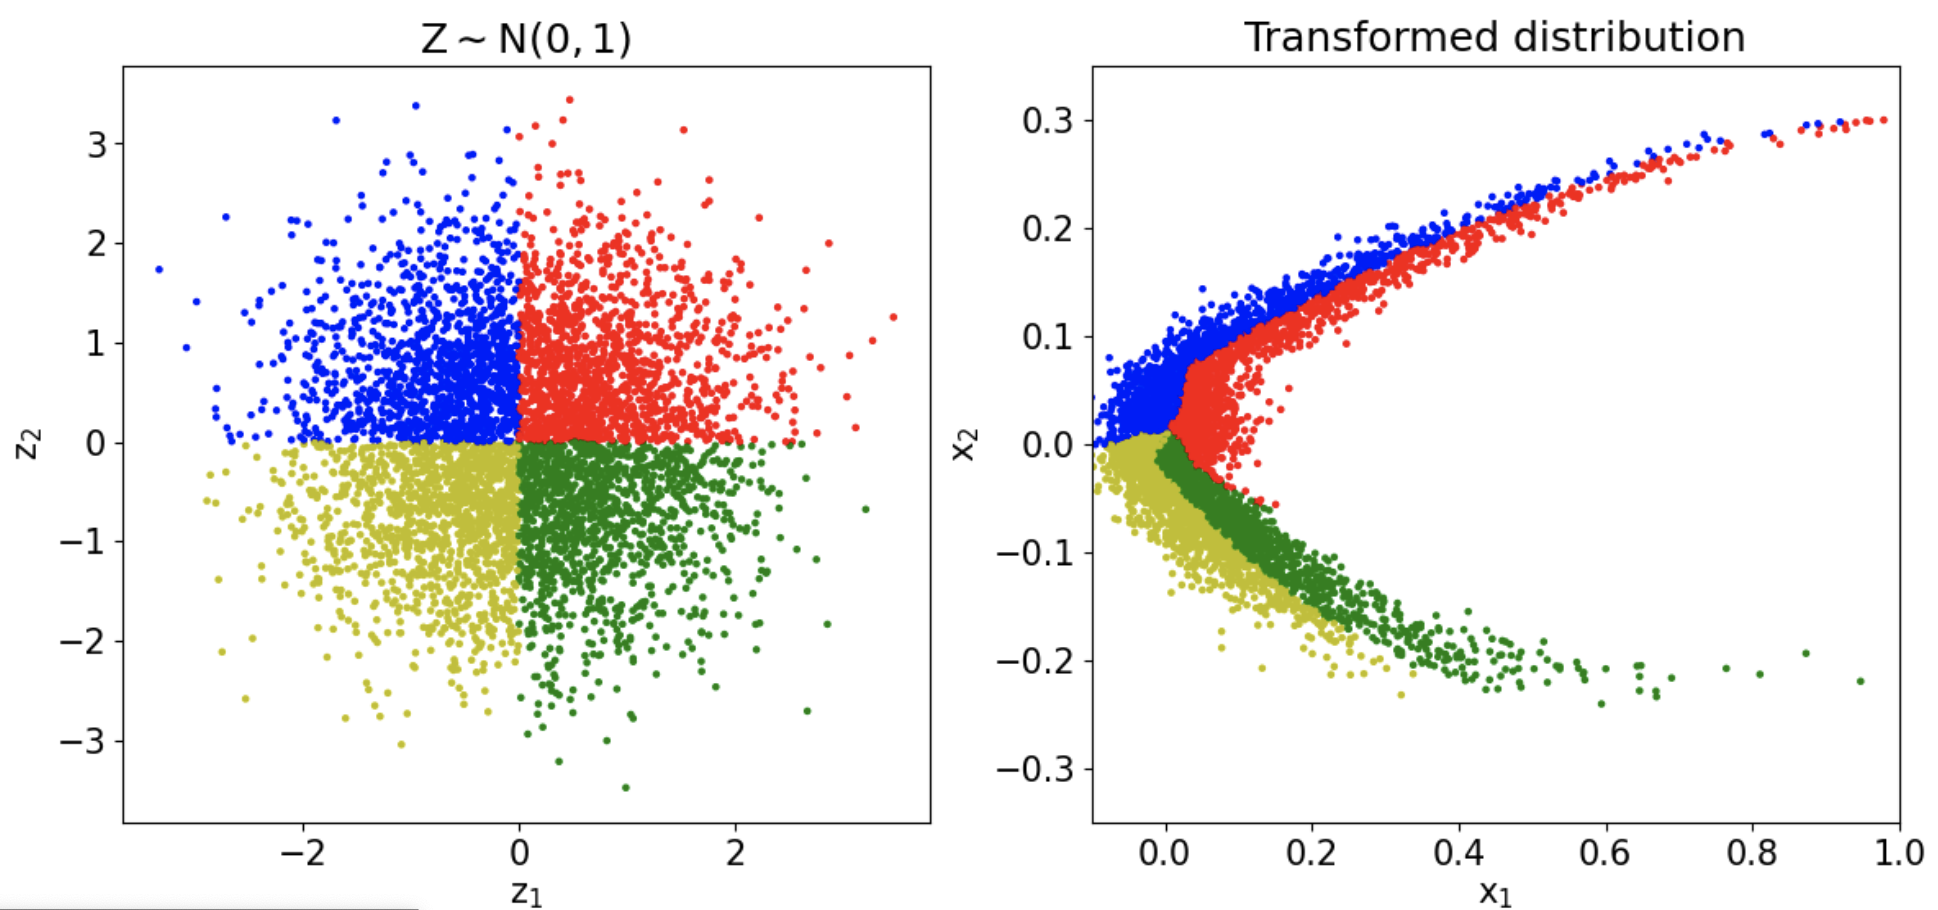 Z ~ N(0, 1)
3
2
1
0
−1
−2
−3
z2
−2 0 2
z1
Transformed distribution
0.3
0.2
0.1
0.0
−0.1
−0.2
−0.3
x2
0.0 0.2 0.4 0.6 0.8 1.0
x1